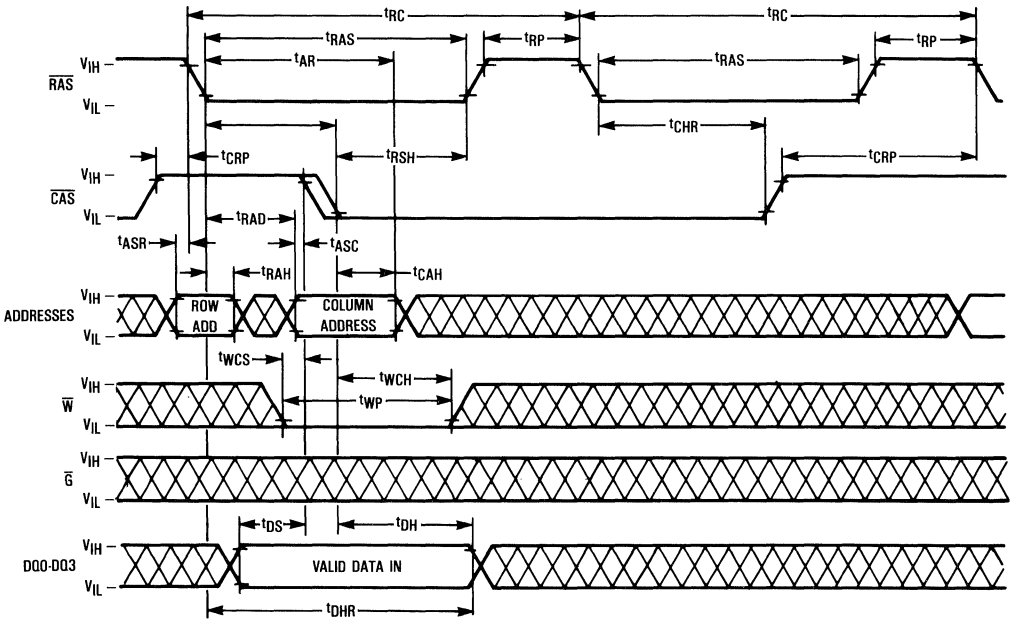 tRC tRC
tRAS tRP tRP
tAR tRAS
VIH
RAS
VIL
tCHR
tCRP tRSH tCRP
VIH
CAS
VIL
tRAD
tASR tASC
tRAH tCAH
VIH
ADDRESSES ROW ADD COLUMN ADDRESS
VIL
tWCS
tWCH
VIH
tWP
W
VIL
VIH
G
VIL
tDS tDH
VIH
DQ0-DQ3 VALID DATA IN
VIL
tDHR